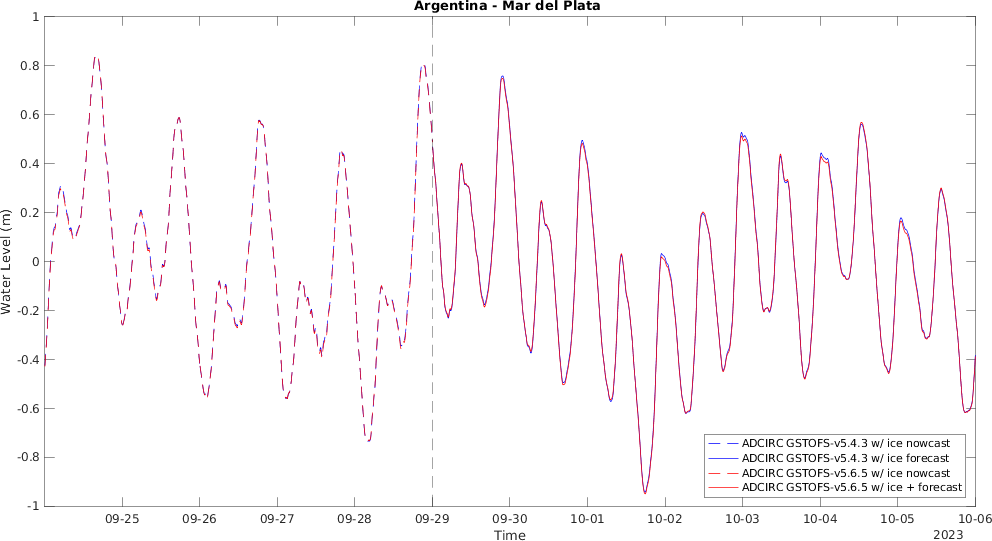 Argentina - Mar del Plata
1
0.8
0.6
0.4
0.2
0
-0.2
-0.4
-0.6
-0.8
-1
Water Level (m)
ADCIRC GSTOFS-v5.4.3 w/ ice nowcast
ADCIRC GSTOFS-v5.4.3 w/ ice forecast
ADCIRC GSTOFS-v5.6.5 w/ ice nowcast
ADCIRC GSTOFS-v5.6.5 w/ ice + forecast
09-25 09-26 09-27 09-28 09-29 09-30 10-01 10-02 10-03 10-04 10-05 10-06
Time
2023